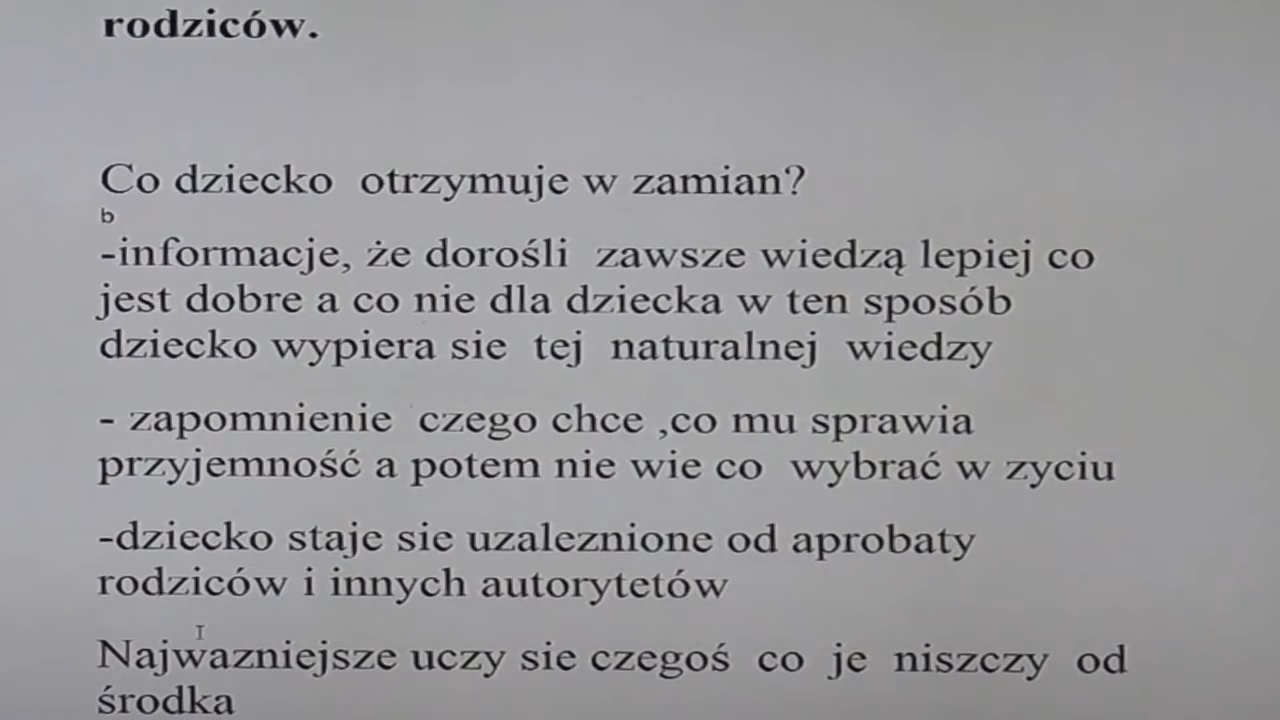 rodziców.
Co dziecko otrzymuje w zamian?
b
-informacje, że dorośli zawsze wiedzą lepiej co
jest dobre a co nie dla dziecka w ten sposób
dziecko wypiera sie tej naturalnej wiedzy
- zapomnienie czego chce ,co mu sprawia
przyjemność a potem nie wie co wybrać w zyciu
-dziecko staje sie uzaleznione od aprobaty
rodziców i innych autorytetów
Najwazniejsze uczy sie czegoś co je niszczy od
środka